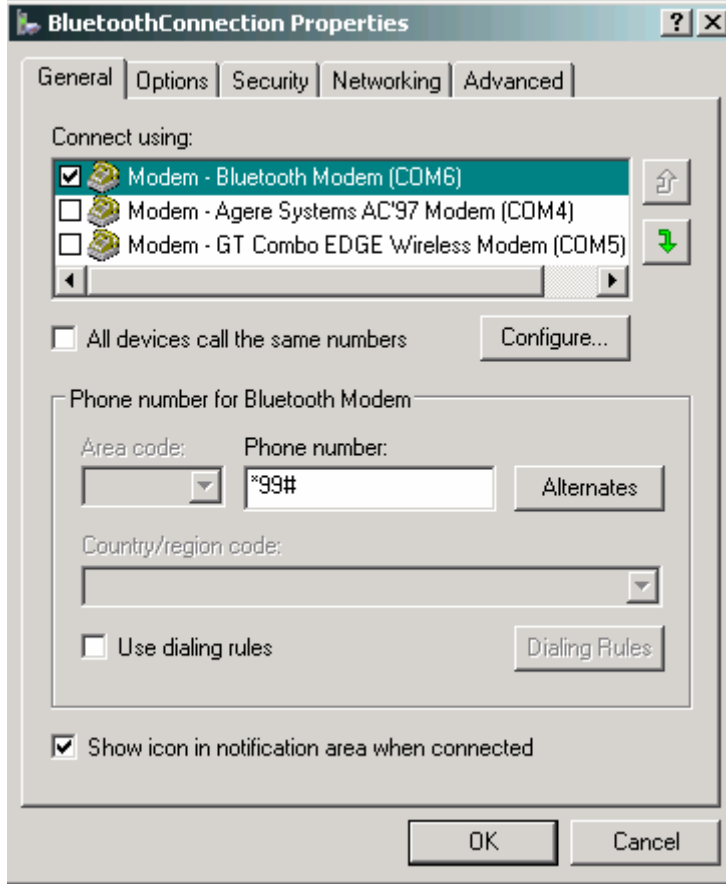 BluetoothConnection Properties
General Options Security Networking Advanced
Connect using:
Modem - Bluetooth Modem (COM6)
Modem - Agere Systems AC'97 Modem (COM4)
Modem - GT Combo EDGE Wireless Modem (COM5)
All devices call the same numbers
Configure...
Phone number for Bluetooth Modem
Area code: Phone number:
*99#
Alternates
Country/region code:
Use dialing rules
Dialing Rules
Show icon in notification area when connected
OK Cancel